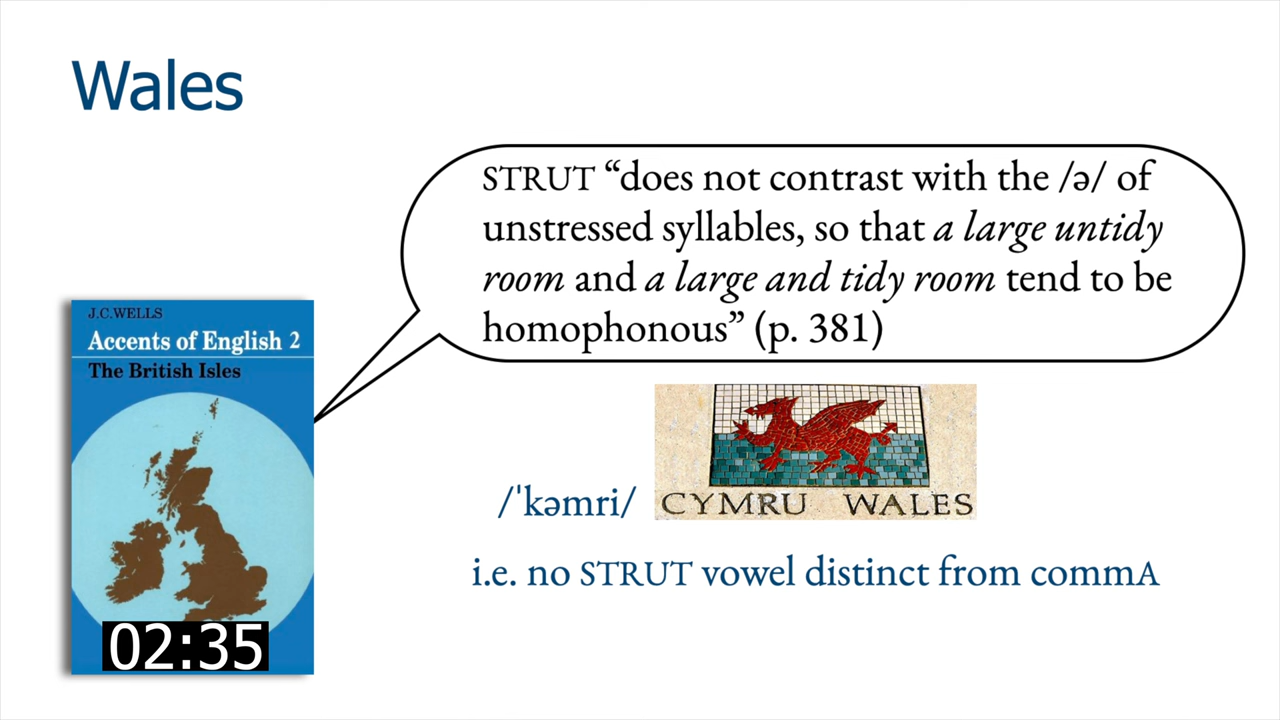 Wales
STRUT “does not contrast with the /ə/ of
unstressed syllables, so that a large untidy
room and a large and tidy room tend to be
homophonous” (p. 381)
J.C.WELLS
Accents of English 2
The British Isles
/ˈkəmri/
CYMRU WALES
i.e. no STRUT vowel distinct from commA
02:35